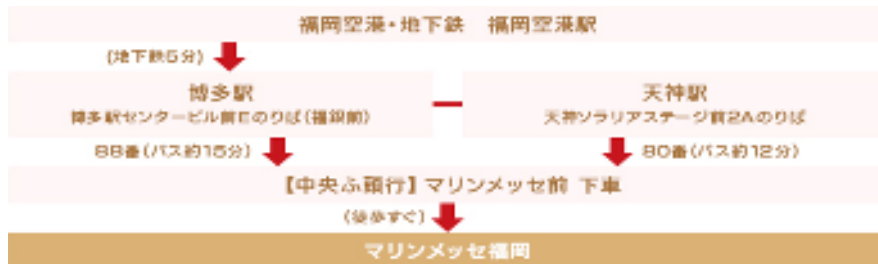 福岡空港・地下鉄　福岡空港駅
(地下鉄5分)
博多駅
博多駅センタービル前Eのりば(福銀前)
天神駅
天神ソラリアステージ前2Aのりば
88番(バス約15分)
80番(バス約12分)
【中央ふ頭行】マリンメッセ前 下車
(徒歩すぐ)
マリンメッセ福岡